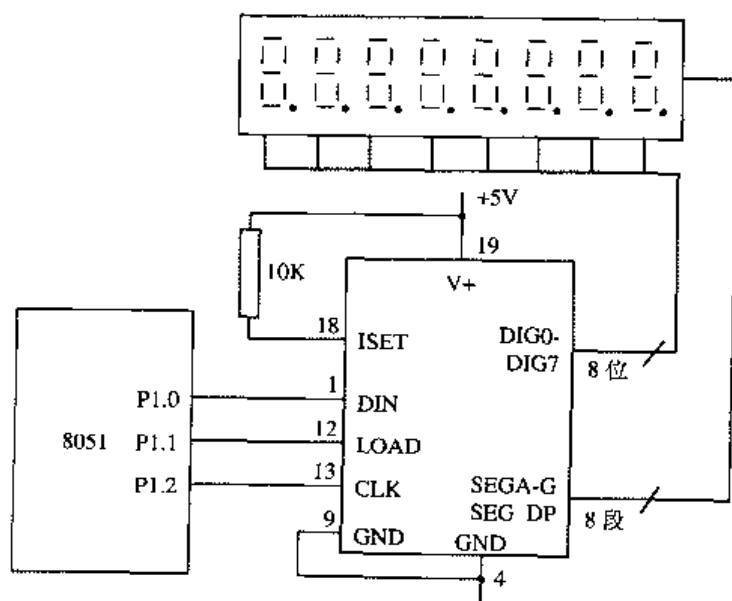 +5V
19
10K
V+
18
ISET
DIG0-
DIG7
8位
1
P1.0
DIN
12
8051
P1.1
LOAD
13
P1.2
CLK
SEGA-G
9
SEG DP
8段
GND
GND
4